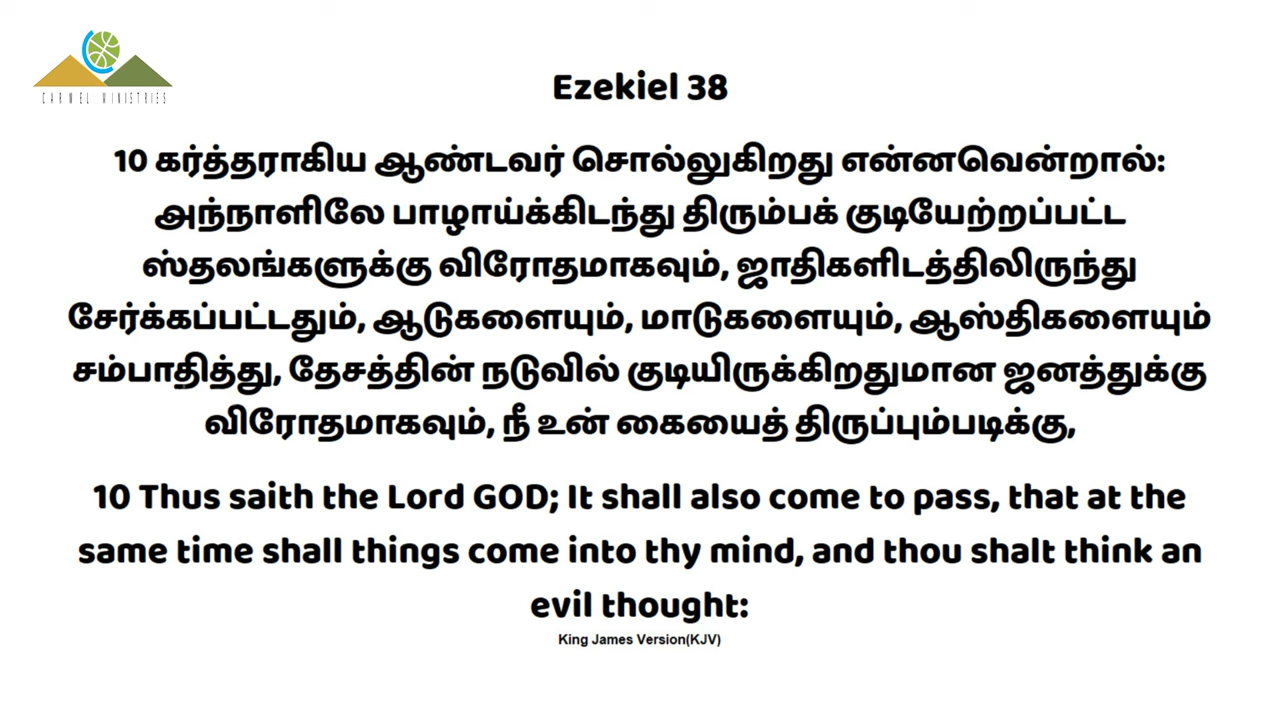 CARMEL MINISTRIES
Ezekiel 38
10 கர்த்தராகிய ஆண்டவர் சொல்லுகிறது என்னவென்றால்:
அந்நாளிலே பாழாய்க்கிடந்து திரும்பக் குடியேற்றப்பட்ட
ஸ்தலங்களுக்கு விரோதமாகவும், ஜாதிகளிடத்திலிருந்து
சேர்க்கப்பட்டதும், ஆடுகளையும், மாடுகளையும், ஆஸ்திகளையும்
சம்பாதித்து, தேசத்தின் நடுவில் குடியிருக்கிறதுமான ஜனத்துக்கு
விரோதமாகவும், நீ உன் கையைத் திருப்பும்படிக்கு,
10 Thus saith the Lord GOD; It shall also come to pass, that at the
same time shall things come into thy mind, and thou shalt think an
evil thought:
King James Version(KJV)